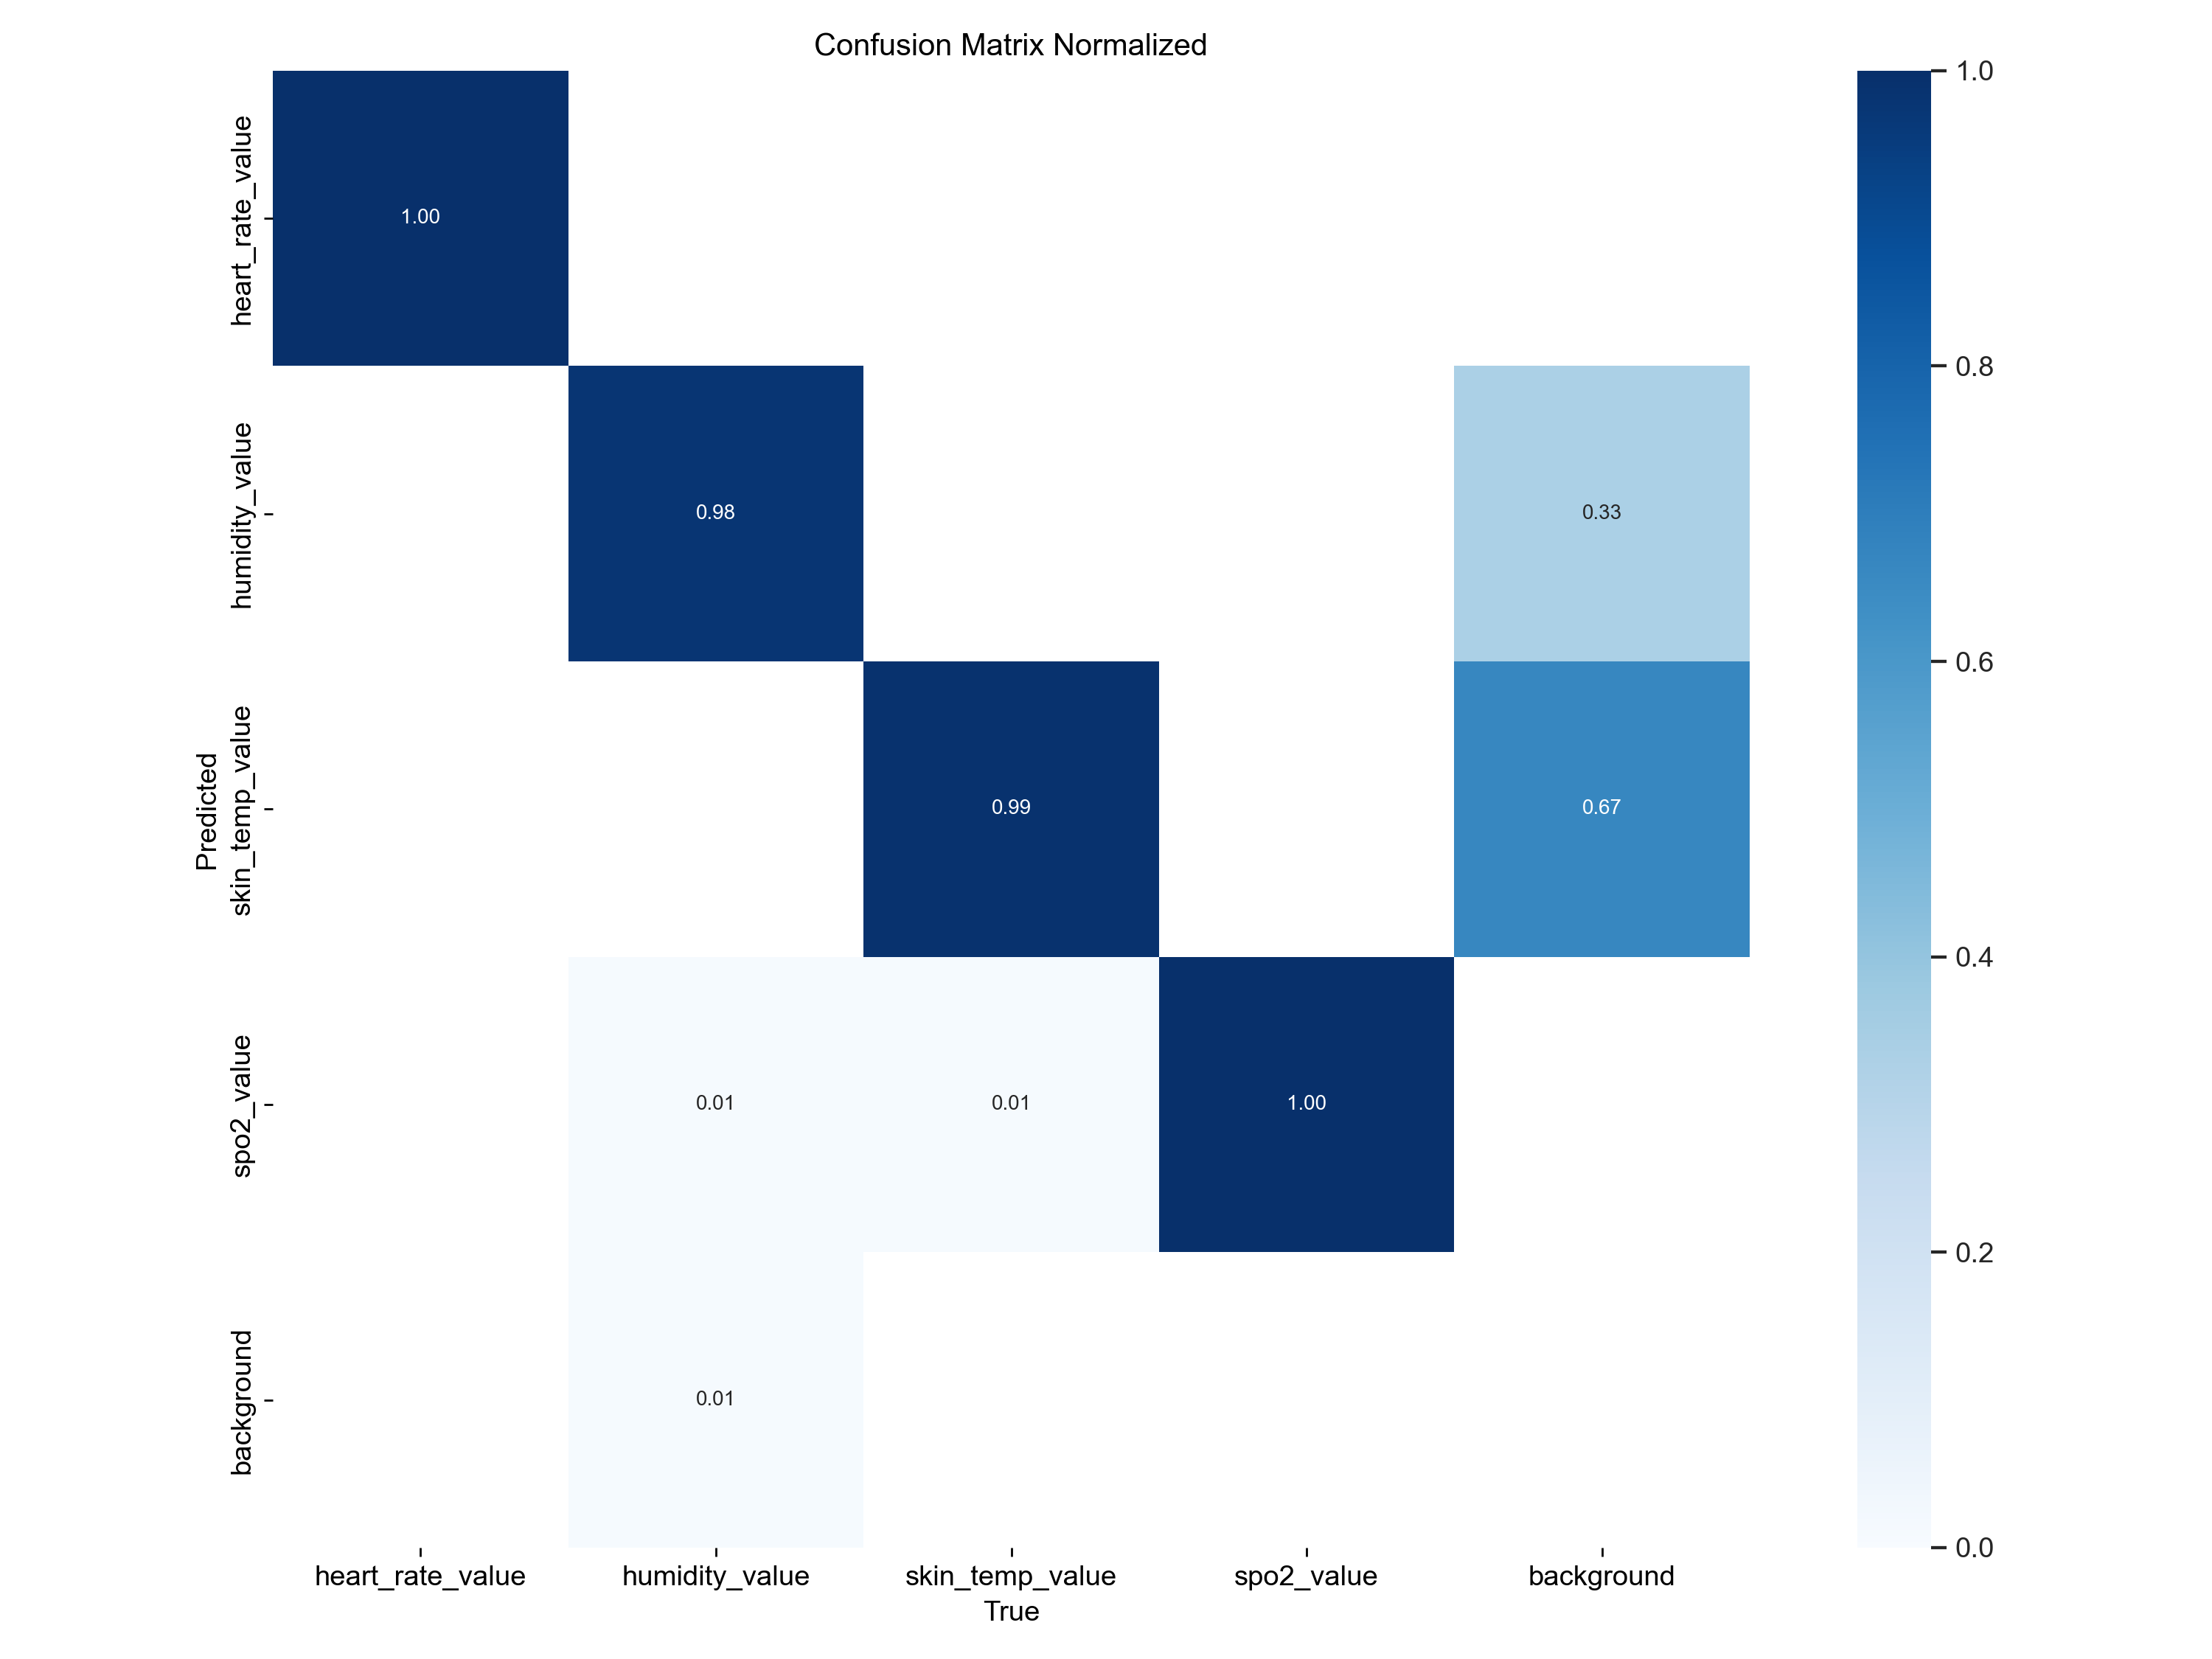 Confusion Matrix Normalized
Predicted
heart_rate_value
humidity_value
skin_temp_value
spo2_value
background
1.00
0.98
0.33
0.99
0.67
0.01
0.01
1.00
0.01
heart_rate_value
humidity_value
skin_temp_value
spo2_value
background
True
1.0
0.8
0.6
0.4
0.2
0.0